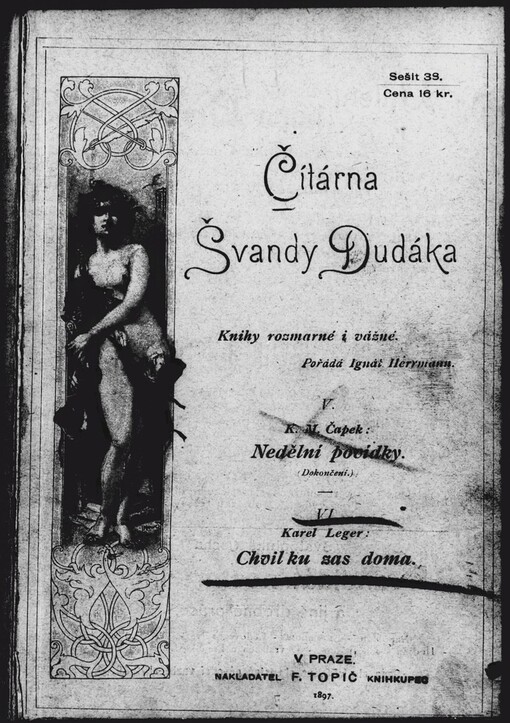 Sešit 39.
Cena 16 kr.
Čítárna
Švandy Dudáka
Knihy rozmarné i vážné.
Pořádá Ignát Herrmann.
V.
K. M. Čapek:
Nedělní povídky.
(Dokončení.)
VI.
Karel Leger:
Chvilku zas doma.
V PRAZE.
NAKLADATEL F. TOPIČ KNIHKUPEC
1897.